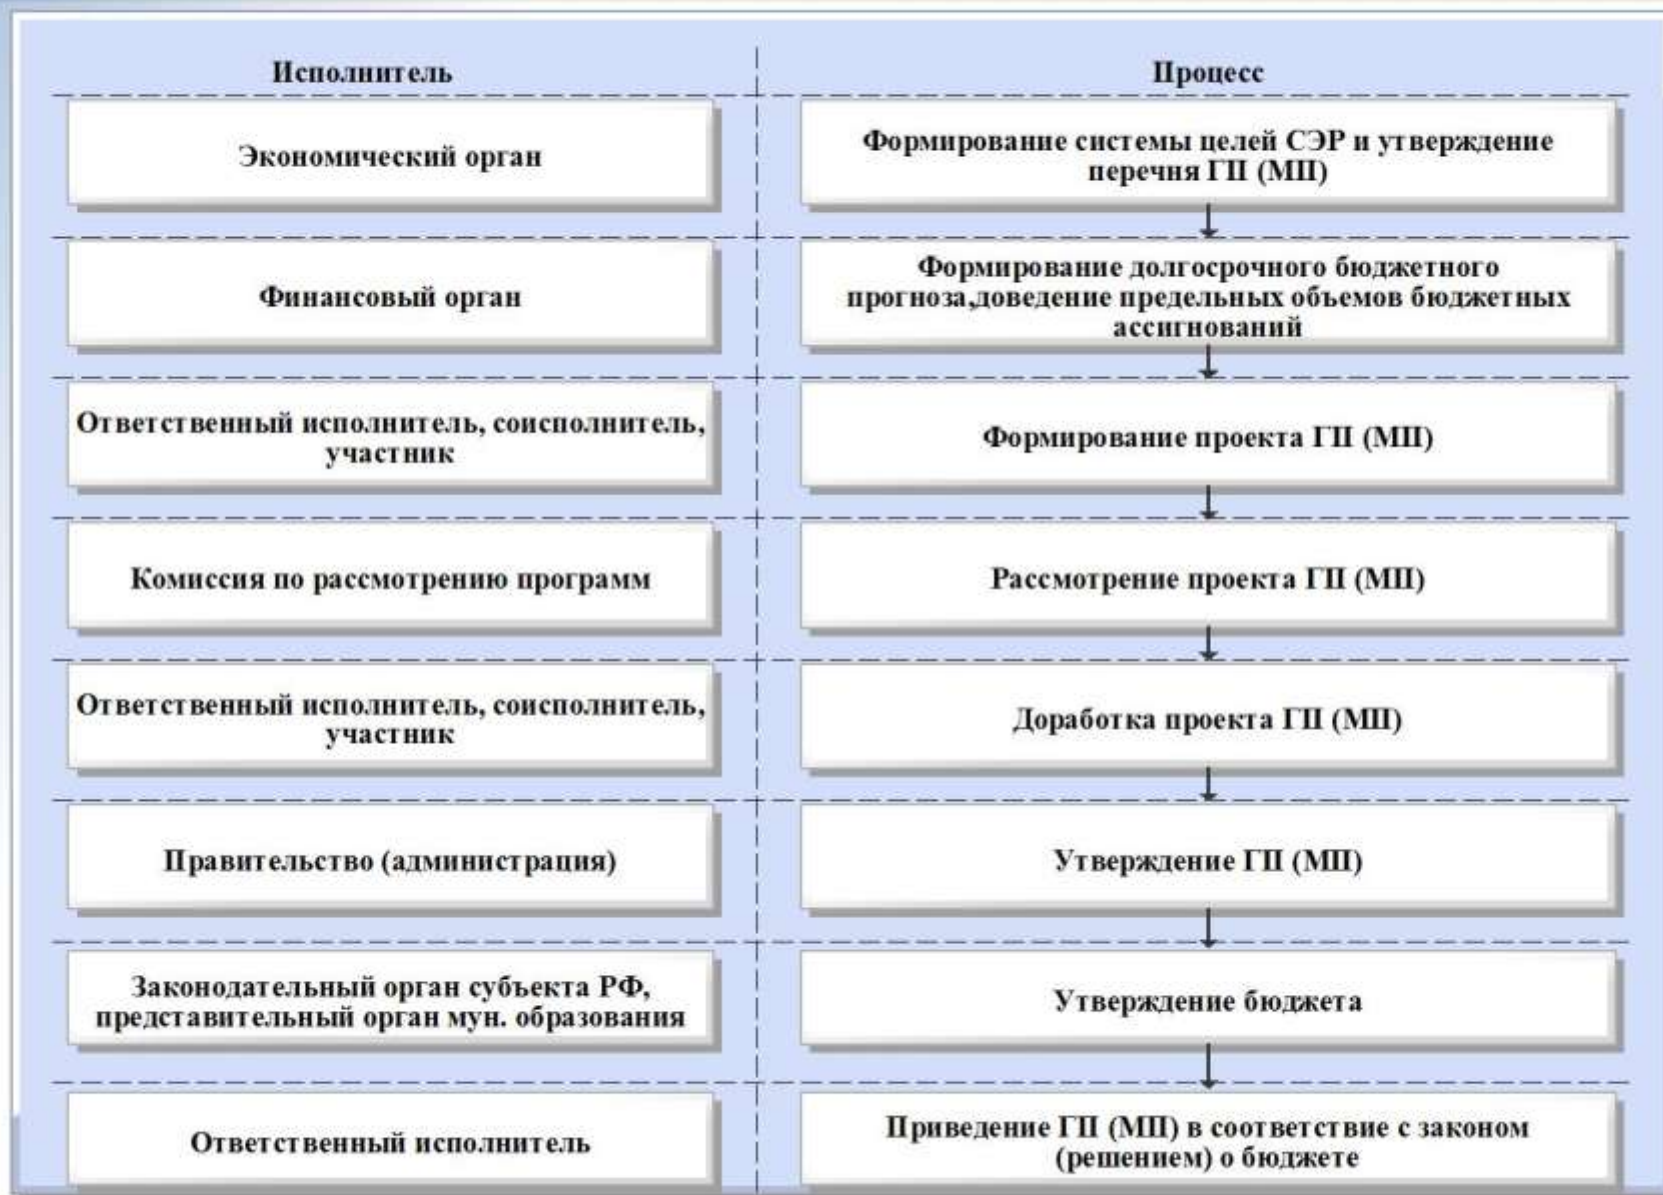 Исполнитель
Процесс
Экономический орган
Формирование системы целей СЭР и утверждение
перечня ГП (МП)
Финансовый орган
Формирование долгосрочного бюджетного
прогноза,доведение предельных объемов бюджетных
ассигнований
Ответственный исполнитель, соисполнитель,
участник
Формирование проекта ГП (МП)
Комиссия по рассмотрению программ
Рассмотрение проекта ГП (МП)
Ответственный исполнитель, соисполнитель,
участник
Доработка проекта ГП (МП)
Правительство (администрация)
Утверждение ГП (МП)
Законодательный орган субъекта РФ,
представительный орган мун. образования
Утверждение бюджета
Ответственный исполнитель
Приведение ГП (МП) в соответствие с законом
(решением) о бюджете